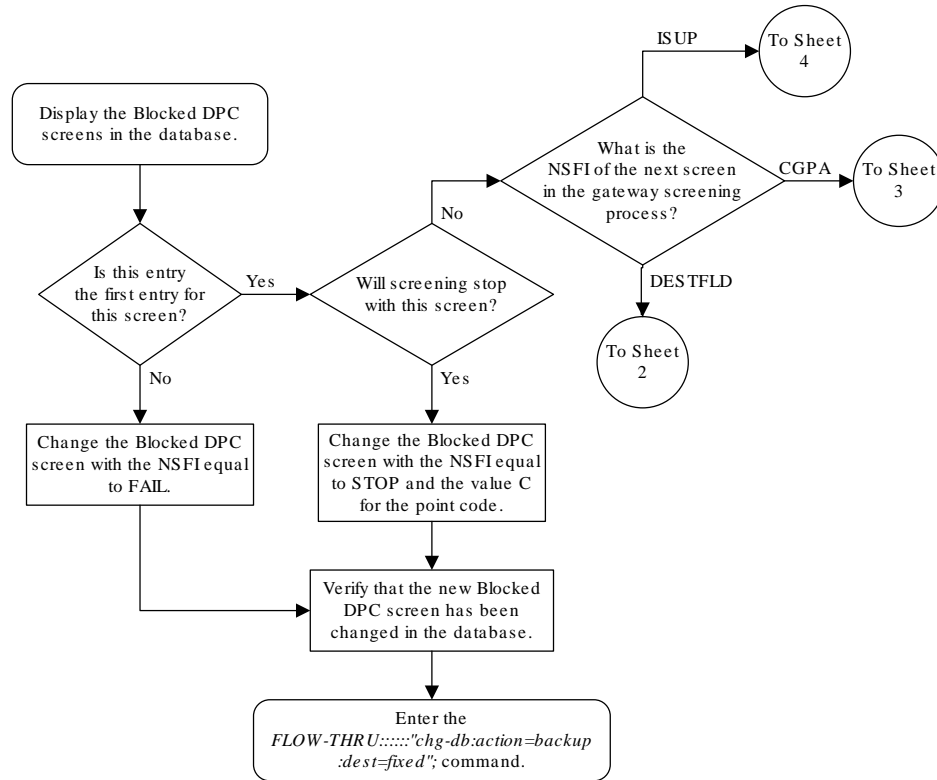 Display the Blocked DPC
screens in the database.
Is this entry
the first entry for
this screen?
Yes
No
Will screening stop
with this screen?
No
Yes
What is the
NSFI of the next screen
in the gateway screening
process?
ISUP
To Sheet
4
CGPA
To Sheet
3
DESTFLD
To Sheet
2
Change the Blocked DPC
screen with the NSFI equal
to FAIL.
Change the Blocked DPC
screen with the NSFI equal
to STOP and the value C
for the point code.
Verify that the new Blocked
DPC screen has been
changed in the database.
Enter the
FLOW-THRU::::::"chg-db:action=backup
:dest=fixed"; command.